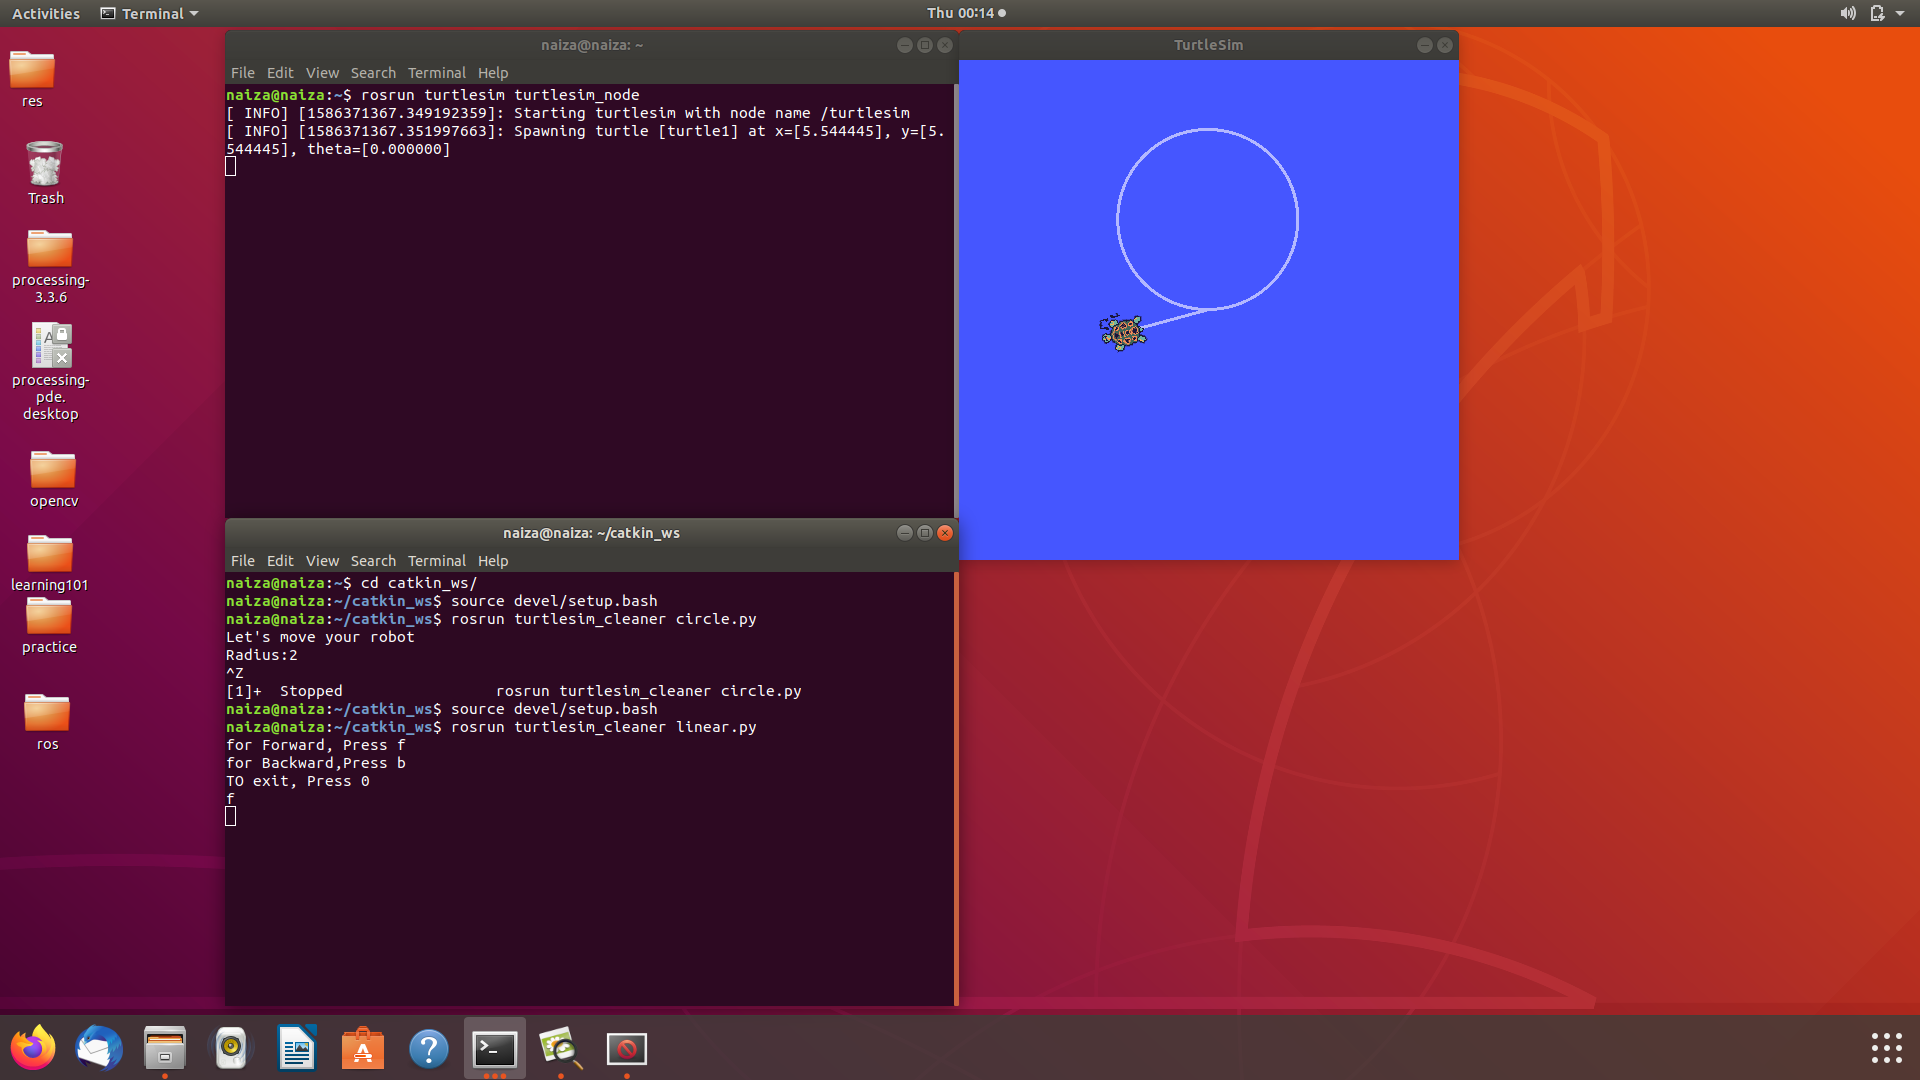 Activities
Terminal
Thu 00:14
res
Trash
processing-
3.3.6
processing-
pde.
desktop
opencv
learning101
practice
ros
naiza@naiza: ~
File Edit View Search Terminal Help
naiza@naiza:~$ rosrun turtlesim turtlesim_node
[ INFO] [1586371367.349192359]: Starting turtlesim with node name /turtlesim
[ INFO] [1586371367.351997663]: Spawning turtle [turtle1] at x=[5.544445], y=[5.
544445], theta=[0.000000]
TurtleSim
naiza@naiza: ~/catkin_ws
File Edit View Search Terminal Help
naiza@naiza:~$ cd catkin_ws/
naiza@naiza:~/catkin_ws$ source devel/setup.bash
naiza@naiza:~/catkin_ws$ rosrun turtlesim_cleaner circle.py
Let's move your robot
Radius:2
^Z
[1]+  Stopped                 rosrun turtlesim_cleaner circle.py
naiza@naiza:~/catkin_ws$ source devel/setup.bash
naiza@naiza:~/catkin_ws$ rosrun turtlesim_cleaner linear.py
for Forward, Press f
for Backward,Press b
TO exit, Press 0
f